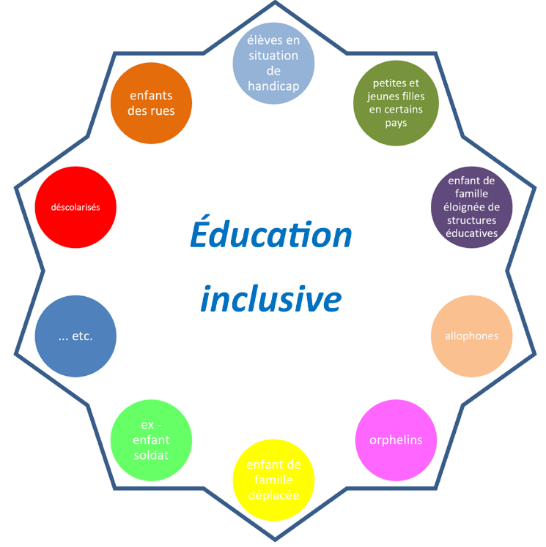 élèves en
situation
de
handicap
petites et
jeunes filles
en certains
pays
enfant de
famille
éloignée de
structures
éducatives
allophones
orphelins
enfant de
famille
déplacée
ex -
enfant
soldat
... etc.
déscolarisés
enfants
des rues
Éducation
inclusive